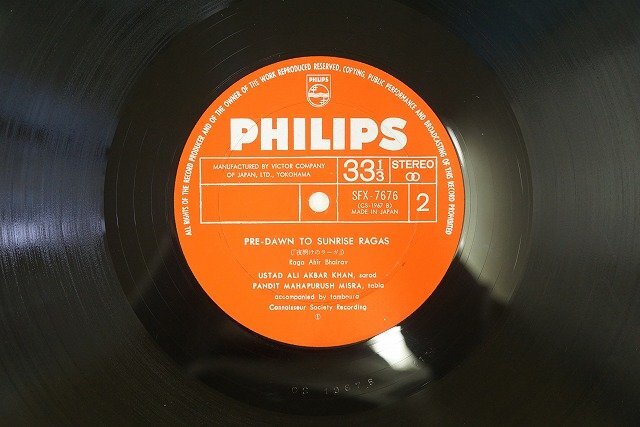 ALL RIGHTS OF THE RECORD PRODUCER AND OF THE OWNER OF THE WORK REPRODUCED RESERVED, COPYING, PUBLIC PERFORMANCE AND BROADCASTING OF THIS RECORD PROHIBITED
PHILIPS
PHILIPS
MANUFACTURED BY VICTOR COMPANY
OF JAPAN, LTD., YOKOHAMA
33 1/3
STEREO
SFX-7676
(CS-1967 B)
MADE IN JAPAN
2
PRE-DAWN TO SUNRISE RAGAS
(「夜明けのラーガ」)
Raga Ahir Bhairav
USTAD ALI AKBAR KHAN, sarod
PANDIT MAHAPURUSH MISRA, tabla
accompanied by tamboura
Connoisseur Society Recording